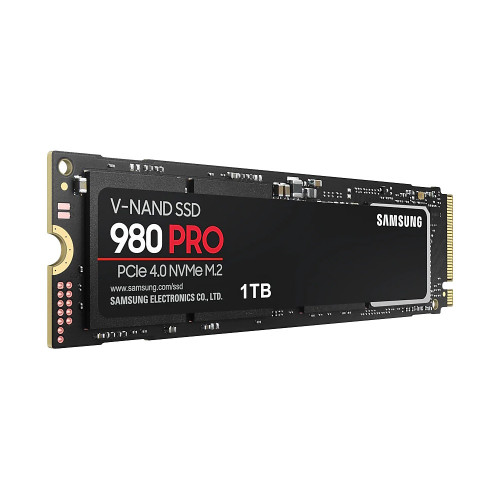 V-NAND SSD
980 PRO
PCIe 4.0 NVMe M.2
www.samsung.com/ssd
SAMSUNG ELECTRONICS CO., LTD.
1TB
SAMSUNG